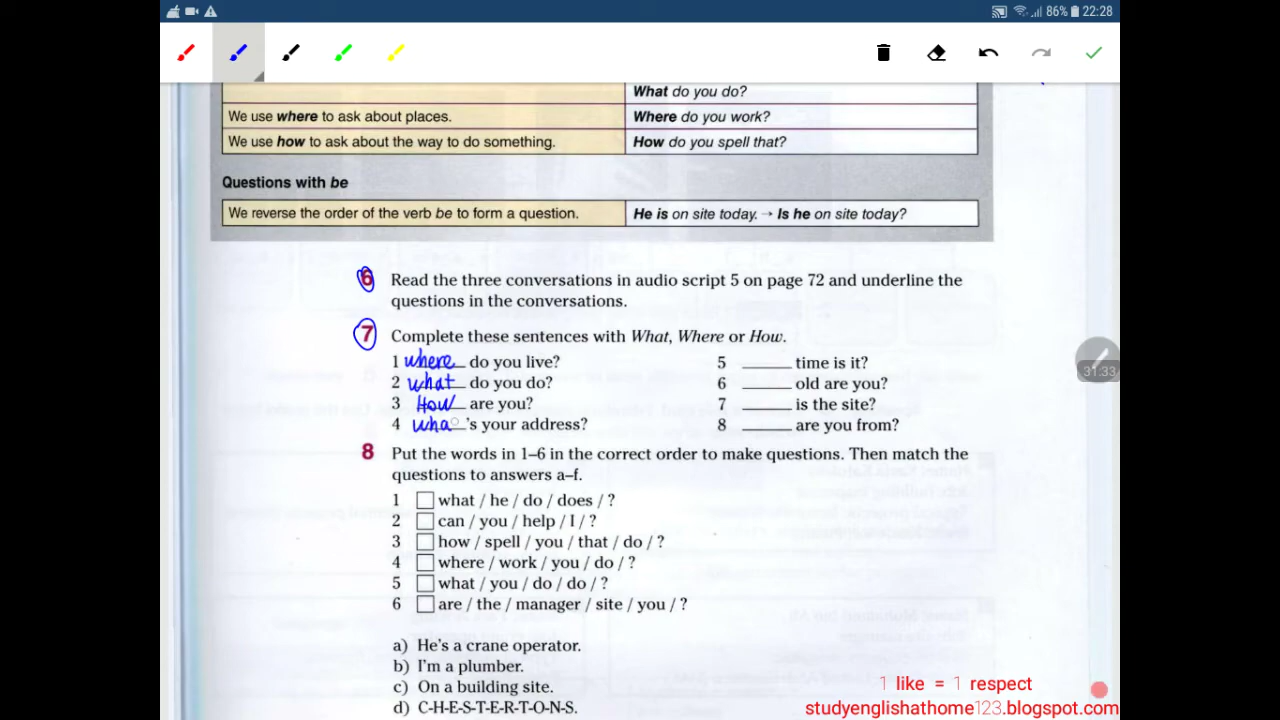 86% 22:28
What do you do?
We use where to ask about places. Where do you work?
We use how to ask about the way to do something. How do you spell that?
Questions with be
We reverse the order of the verb be to form a question. He is on site today. → Is he on site today?
6 Read the three conversations in audio script 5 on page 72 and underline the
questions in the conversations.
7 Complete these sentences with What, Where or How.
1 where do you live?
2 what do you do?
3 How are you?
4 wha 's your address?
5 ______ time is it?
6 ______ old are you?
7 ______ is the site?
8 ______ are you from?
31:33
8 Put the words in 1–6 in the correct order to make questions. Then match the
questions to answers a–f.
1 what / he / do / does / ?
2 can / you / help / I / ?
3 how / spell / you / that / do / ?
4 where / work / you / do / ?
5 what / you / do / do / ?
6 are / the / manager / site / you / ?
a) He's a crane operator.
b) I'm a plumber.
c) On a building site.
d) C-H-E-S-T-E-R-T-O-N-S.
1 like = 1 respect
studyenglishathome123.blogspot.com